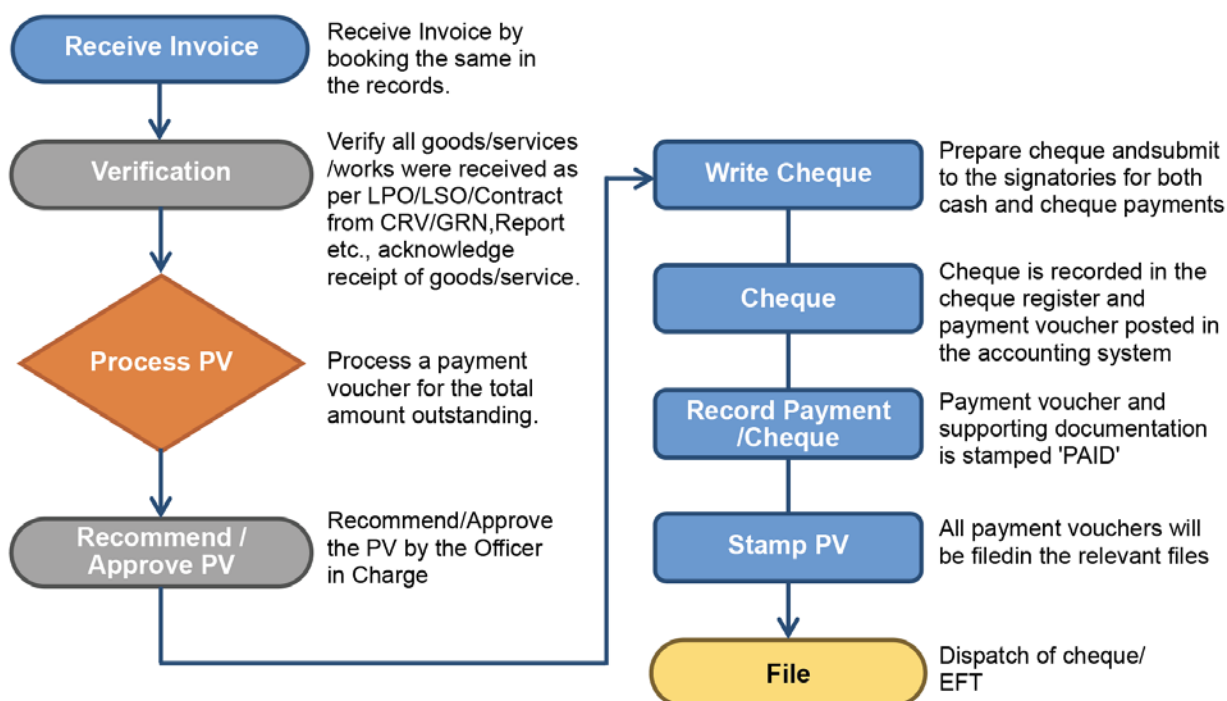 Receive Invoice
Receive Invoice by
booking the same in
the records.
Verification
Verify all goods/services
/works were received as
per LPO/LSO/Contract
from CRV/GRN,Report
etc., acknowledge
receipt of goods/service.
Process PV
Process a payment
voucher for the total
amount outstanding.
Recommend /
Approve PV
Recommend/Approve
the PV by the Officer
in Charge
Write Cheque
Prepare cheque andsubmit
to the signatories for both
cash and cheque payments
Cheque
Cheque is recorded in the
cheque register and
payment voucher posted in
the accounting system
Record Payment
/Cheque
Payment voucher and
supporting documentation
is stamped 'PAID'
Stamp PV
All payment vouchers will
be filedin the relevant files
File
Dispatch of cheque/
EFT